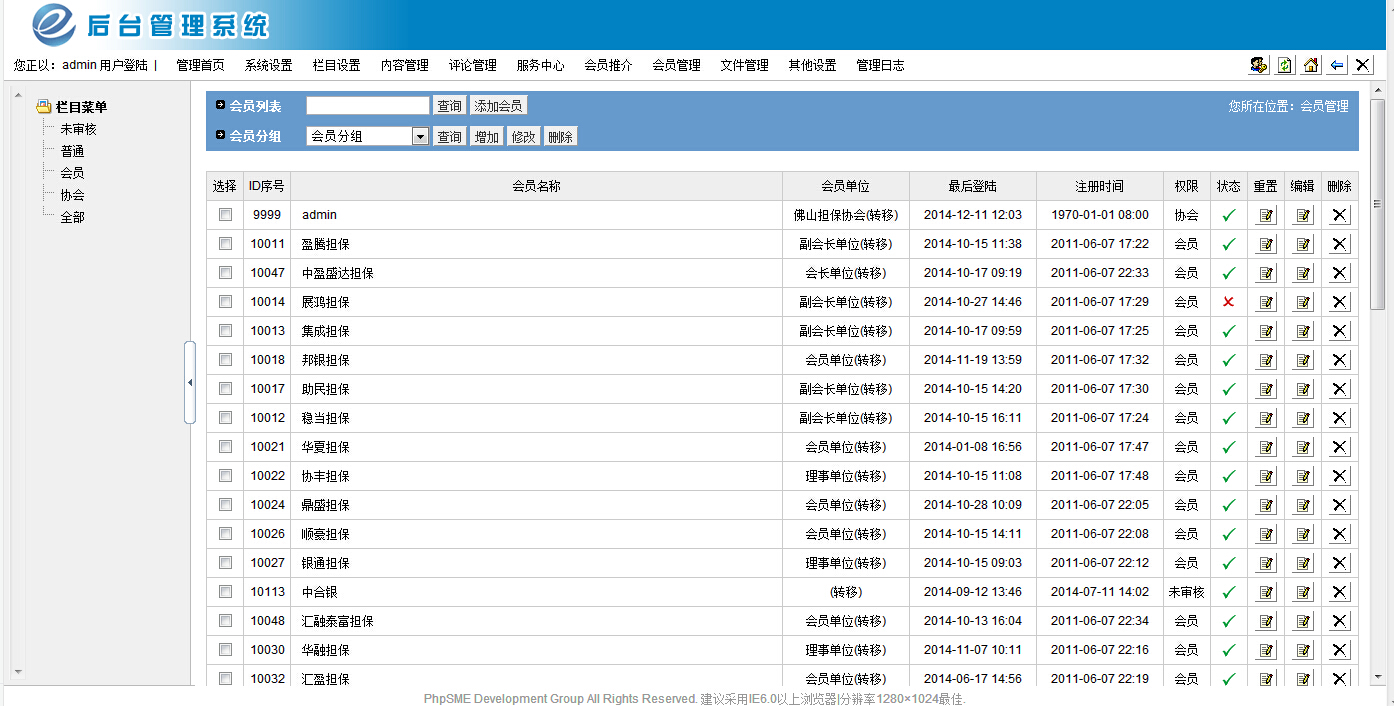 后台管理系统
您正以：admin 用户登陆 | 管理首页 系统设置 栏目设置 内容管理 评论管理 服务中心 会员推介 会员管理 文件管理 其他设置 管理日志
栏目菜单
未审核
普通
会员
协会
全部
会员列表 查询 添加会员 您所在位置：会员管理
会员分组 会员分组 查询 增加 修改 删除
选择 ID序号 会员名称 会员单位 最后登陆 注册时间 权限 状态 重置 编辑 删除
9999 admin 佛山担保协会(转移) 2014-12-11 12:03 1970-01-01 08:00 协会
10011 盈腾担保 副会长单位(转移) 2014-10-15 11:38 2011-06-07 17:22 会员
10047 中盈盛达担保 会长单位(转移) 2014-10-17 09:19 2011-06-07 22:33 会员
10014 展鸿担保 副会长单位(转移) 2014-10-27 14:46 2011-06-07 17:29 会员
10013 集成担保 副会长单位(转移) 2014-10-17 09:59 2011-06-07 17:25 会员
10018 邦银担保 会员单位(转移) 2014-11-19 13:59 2011-06-07 17:32 会员
10017 助民担保 副会长单位(转移) 2014-10-15 14:20 2011-06-07 17:30 会员
10012 稳当担保 副会长单位(转移) 2014-10-15 16:11 2011-06-07 17:24 会员
10021 华夏担保 会员单位(转移) 2014-01-08 16:56 2011-06-07 17:47 会员
10022 协丰担保 理事单位(转移) 2014-10-15 11:08 2011-06-07 17:48 会员
10024 鼎盛担保 会员单位(转移) 2014-10-28 10:09 2011-06-07 22:05 会员
10026 顺豪担保 会员单位(转移) 2014-10-15 14:11 2011-06-07 22:08 会员
10027 银通担保 理事单位(转移) 2014-10-15 09:03 2011-06-07 22:12 会员
10113 中合银 (转移) 2014-09-12 13:46 2014-07-11 14:02 未审核
10048 汇融泰富担保 会员单位(转移) 2014-10-13 16:04 2011-06-07 22:34 会员
10030 华融担保 理事单位(转移) 2014-11-07 10:11 2011-06-07 22:16 会员
10032 汇盈担保 会员单位(转移) 2014-06-17 14:56 2011-06-07 22:19 会员
PhpSME Development Group All Rights Reserved. 建议采用IE6.0以上浏览器|分辨率1280×1024最佳.